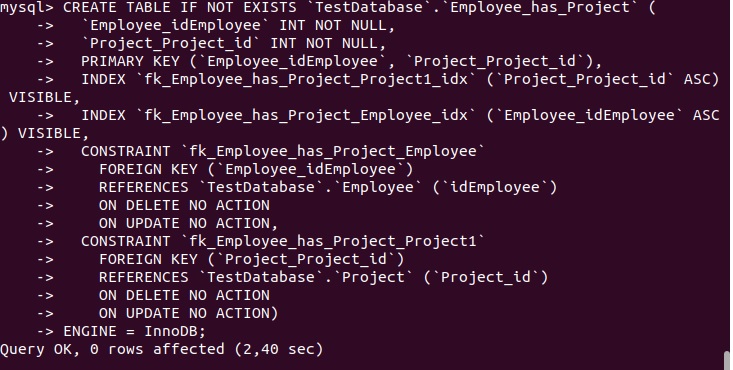 mysql> CREATE TABLE IF NOT EXISTS `TestDatabase`.`Employee_has_Project` (
    ->   `Employee_idEmployee` INT NOT NULL,
    ->   `Project_Project_id` INT NOT NULL,
    ->   PRIMARY KEY (`Employee_idEmployee`, `Project_Project_id`),
    ->   INDEX `fk_Employee_has_Project_Project1_idx` (`Project_Project_id` ASC)
 VISIBLE,
    ->   INDEX `fk_Employee_has_Project_Employee_idx` (`Employee_idEmployee` ASC
) VISIBLE,
    ->   CONSTRAINT `fk_Employee_has_Project_Employee`
    ->     FOREIGN KEY (`Employee_idEmployee`)
    ->     REFERENCES `TestDatabase`.`Employee` (`idEmployee`)
    ->     ON DELETE NO ACTION
    ->     ON UPDATE NO ACTION,
    ->   CONSTRAINT `fk_Employee_has_Project_Project1`
    ->     FOREIGN KEY (`Project_Project_id`)
    ->     REFERENCES `TestDatabase`.`Project` (`Project_id`)
    ->     ON DELETE NO ACTION
    ->     ON UPDATE NO ACTION)
    -> ENGINE = InnoDB;
Query OK, 0 rows affected (2,40 sec)